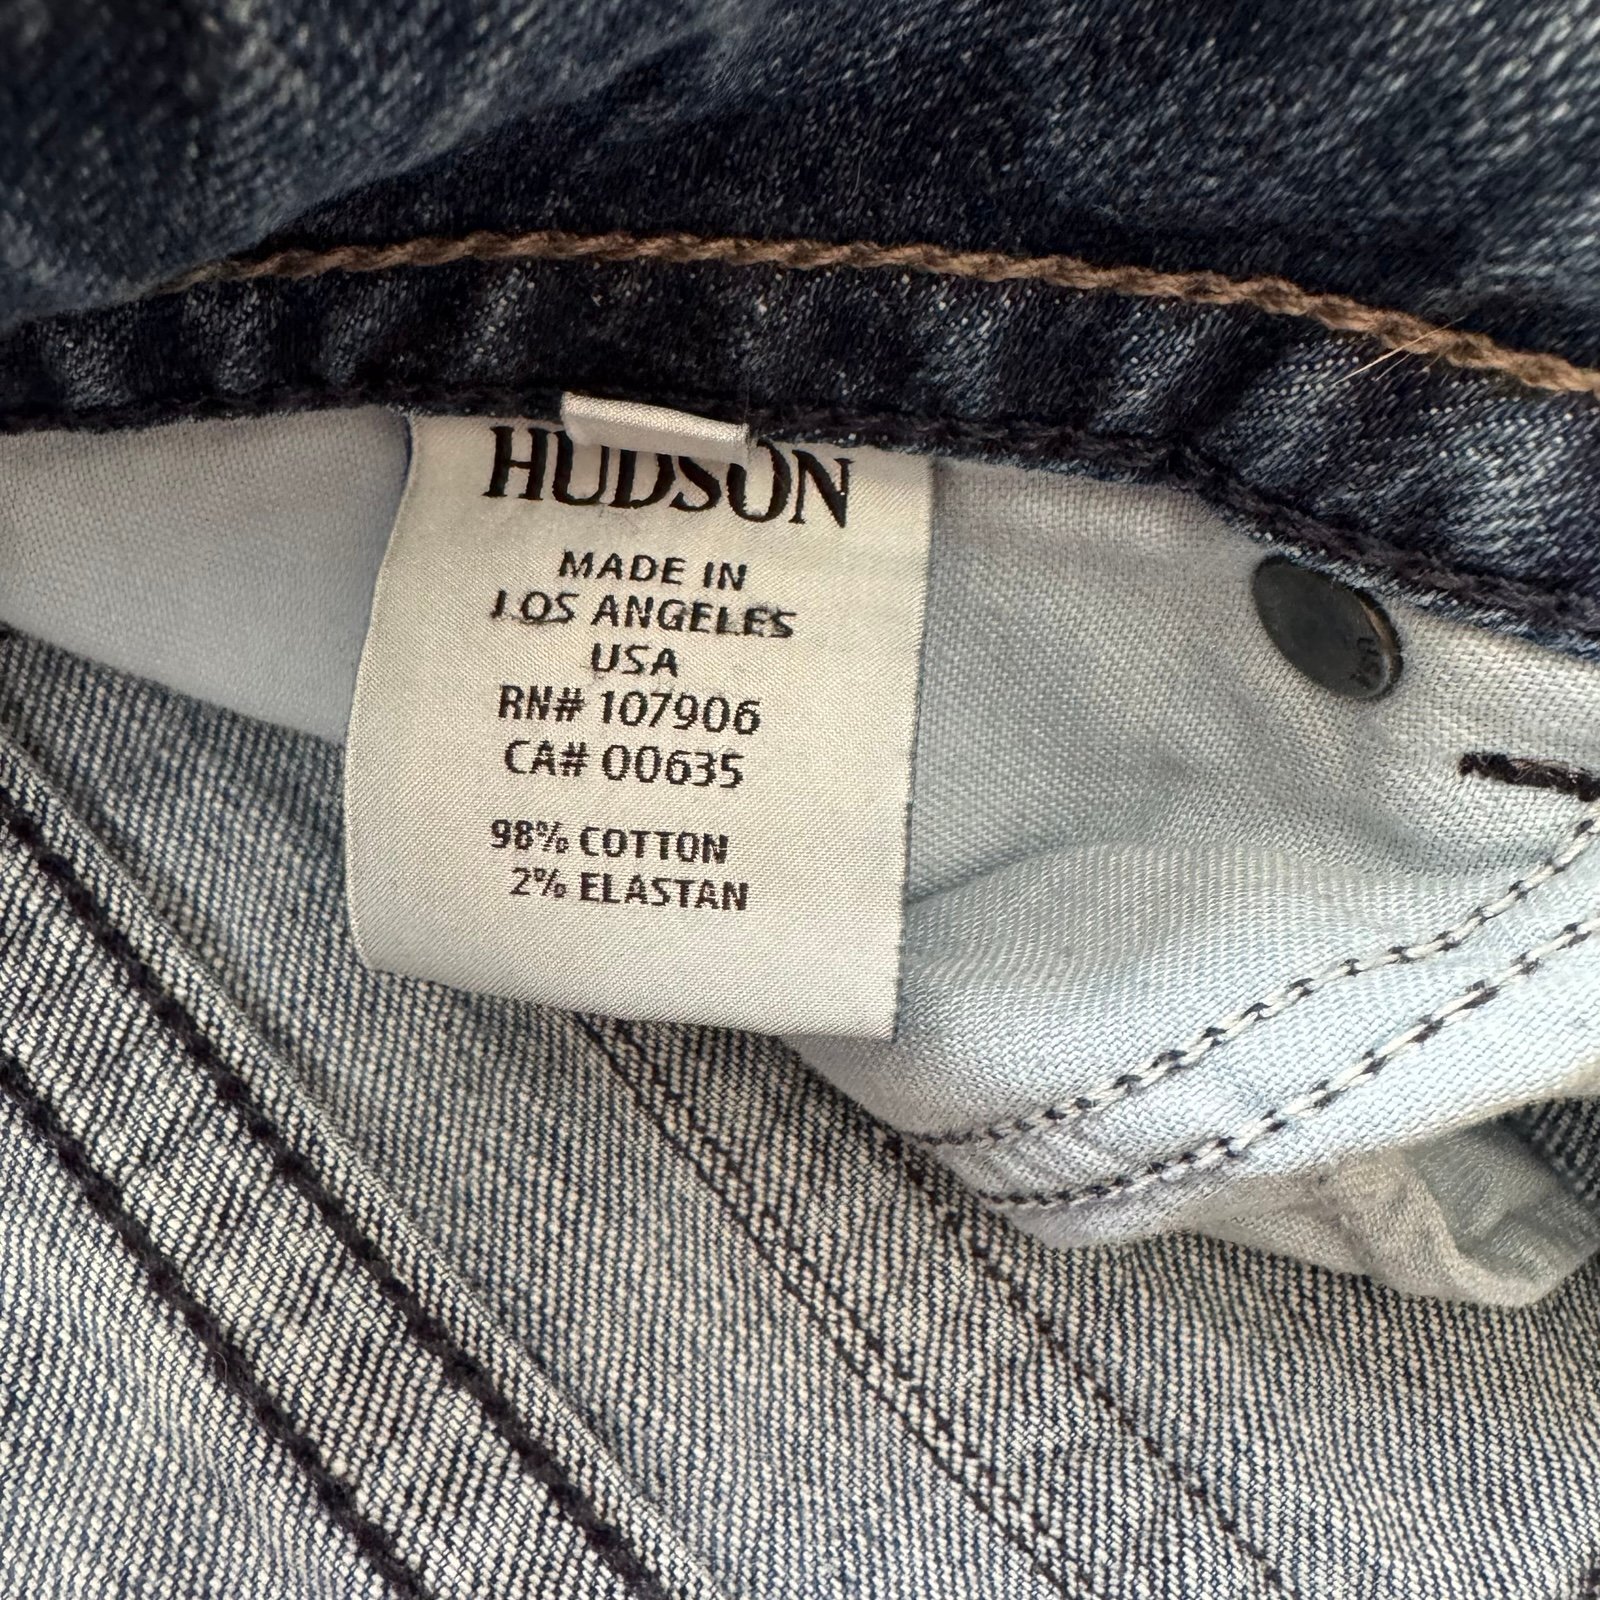 HUDSON
MADE IN
LOS ANGELES
USA
RN# 107906
CA# 00635
98% COTTON
2% ELASTAN